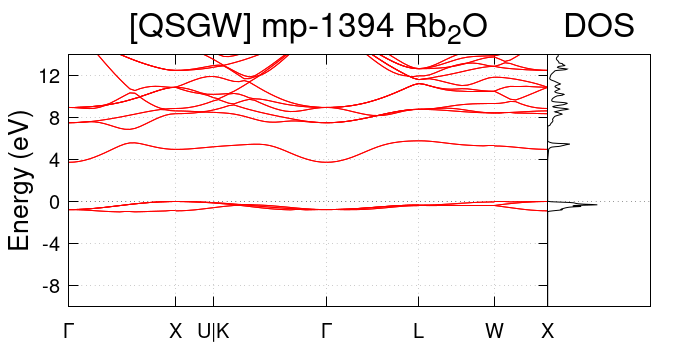 [QSGW] mp-1394 Rb₂O DOS
Energy (eV)
12
8
4
0
-4
-8
Γ X U|K Γ L W X